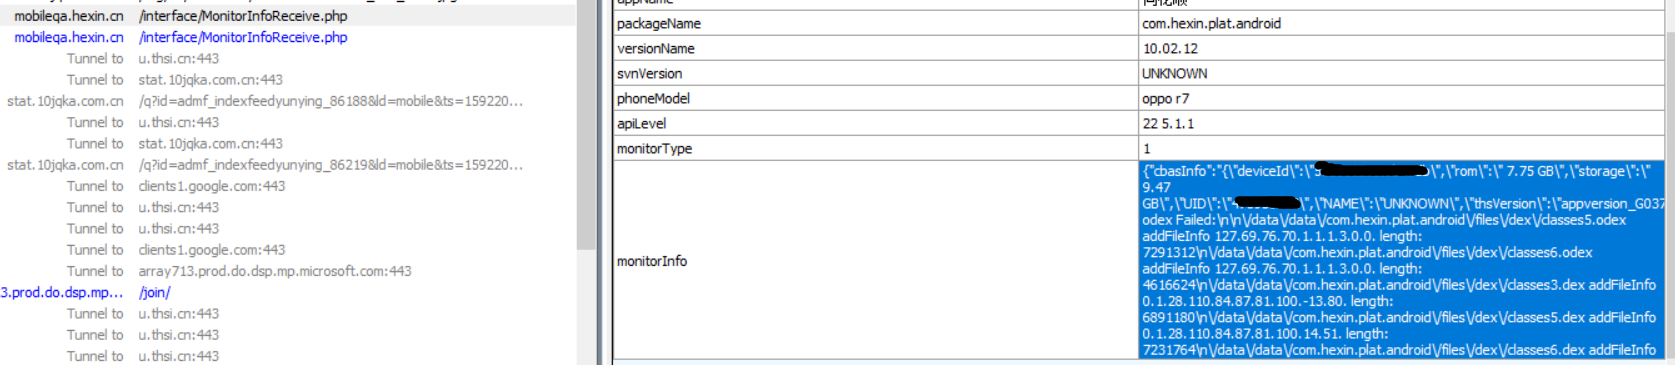 mobileqa.hexin.cn /interface/MonitorInfoReceive.php
mobileqa.hexin.cn /interface/MonitorInfoReceive.php
Tunnel to u.thsi.cn:443
Tunnel to stat.10jqka.com.cn:443
stat.10jqka.com.cn /q?id=admf_indexfeedyunying_86188&ld=mobile&ts=159220...
Tunnel to u.thsi.cn:443
Tunnel to stat.10jqka.com.cn:443
stat.10jqka.com.cn /q?id=admf_indexfeedyunying_86219&ld=mobile&ts=159220...
Tunnel to clients1.google.com:443
Tunnel to u.thsi.cn:443
Tunnel to u.thsi.cn:443
Tunnel to clients1.google.com:443
Tunnel to array713.prod.do.dsp.mp.microsoft.com:443
3.prod.do.dsp.mp... /join/
Tunnel to u.thsi.cn:443
Tunnel to u.thsi.cn:443
Tunnel to u.thsi.cn:443
appName 同花顺
packageName com.hexin.plat.android
versionName 10.02.12
svnVersion UNKNOWN
phoneModel oppo r7
apiLevel 22 5.1.1
monitorType 1
monitorInfo
{"cbasInfo":"{\"deviceId\":\" \",\"rom\":\" 7.75 GB\",\"storage\":\"
9.47
GB\",\"UID\":\" \",\"NAME\":\"UNKNOWN\",\"thsVersion\":\"appversion_G037
odex Failed:\n\n\/data\/data\/com.hexin.plat.android\/files\/dex\/classes5.odex
addFileInfo 127.69.76.70.1.1.1.3.0.0. length:
7291312\n\/data\/data\/com.hexin.plat.android\/files\/dex\/classes6.odex
addFileInfo 127.69.76.70.1.1.1.3.0.0. length:
4616624\n\/data\/data\/com.hexin.plat.android\/files\/dex\/classes3.dex addFileInfo
0.1.28.110.84.87.81.100.-13.80. length:
6891180\n\/data\/data\/com.hexin.plat.android\/files\/dex\/classes5.dex addFileInfo
0.1.28.110.84.87.81.100.14.51. length:
7231764\n\/data\/data\/com.hexin.plat.android\/files\/dex\/classes6.dex addFileInfo